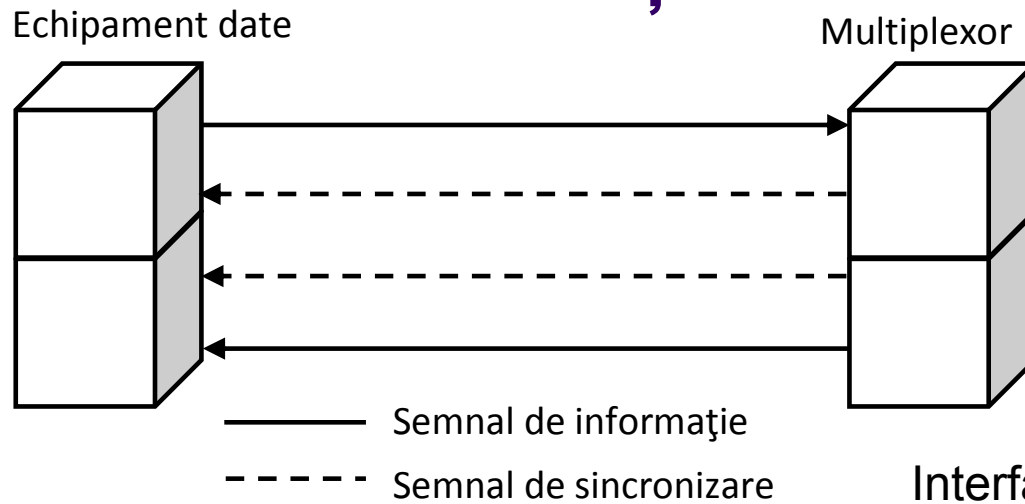 Echipament date
Multiplexor
Semnal de informaţie
Semnal de sincronizare